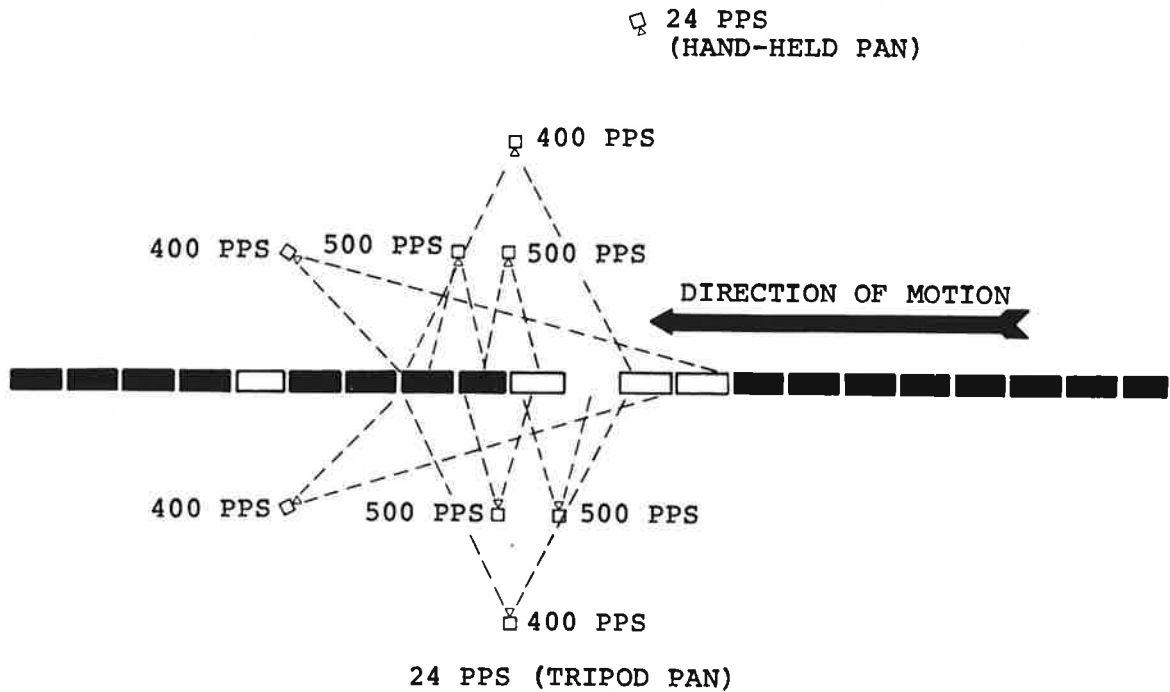 24 PPS
(HAND-HELD PAN)
400 PPS
400 PPS
500 PPS
500 PPS
DIRECTION OF MOTION
400 PPS
500 PPS
500 PPS
400 PPS
24 PPS (TRIPOD PAN)